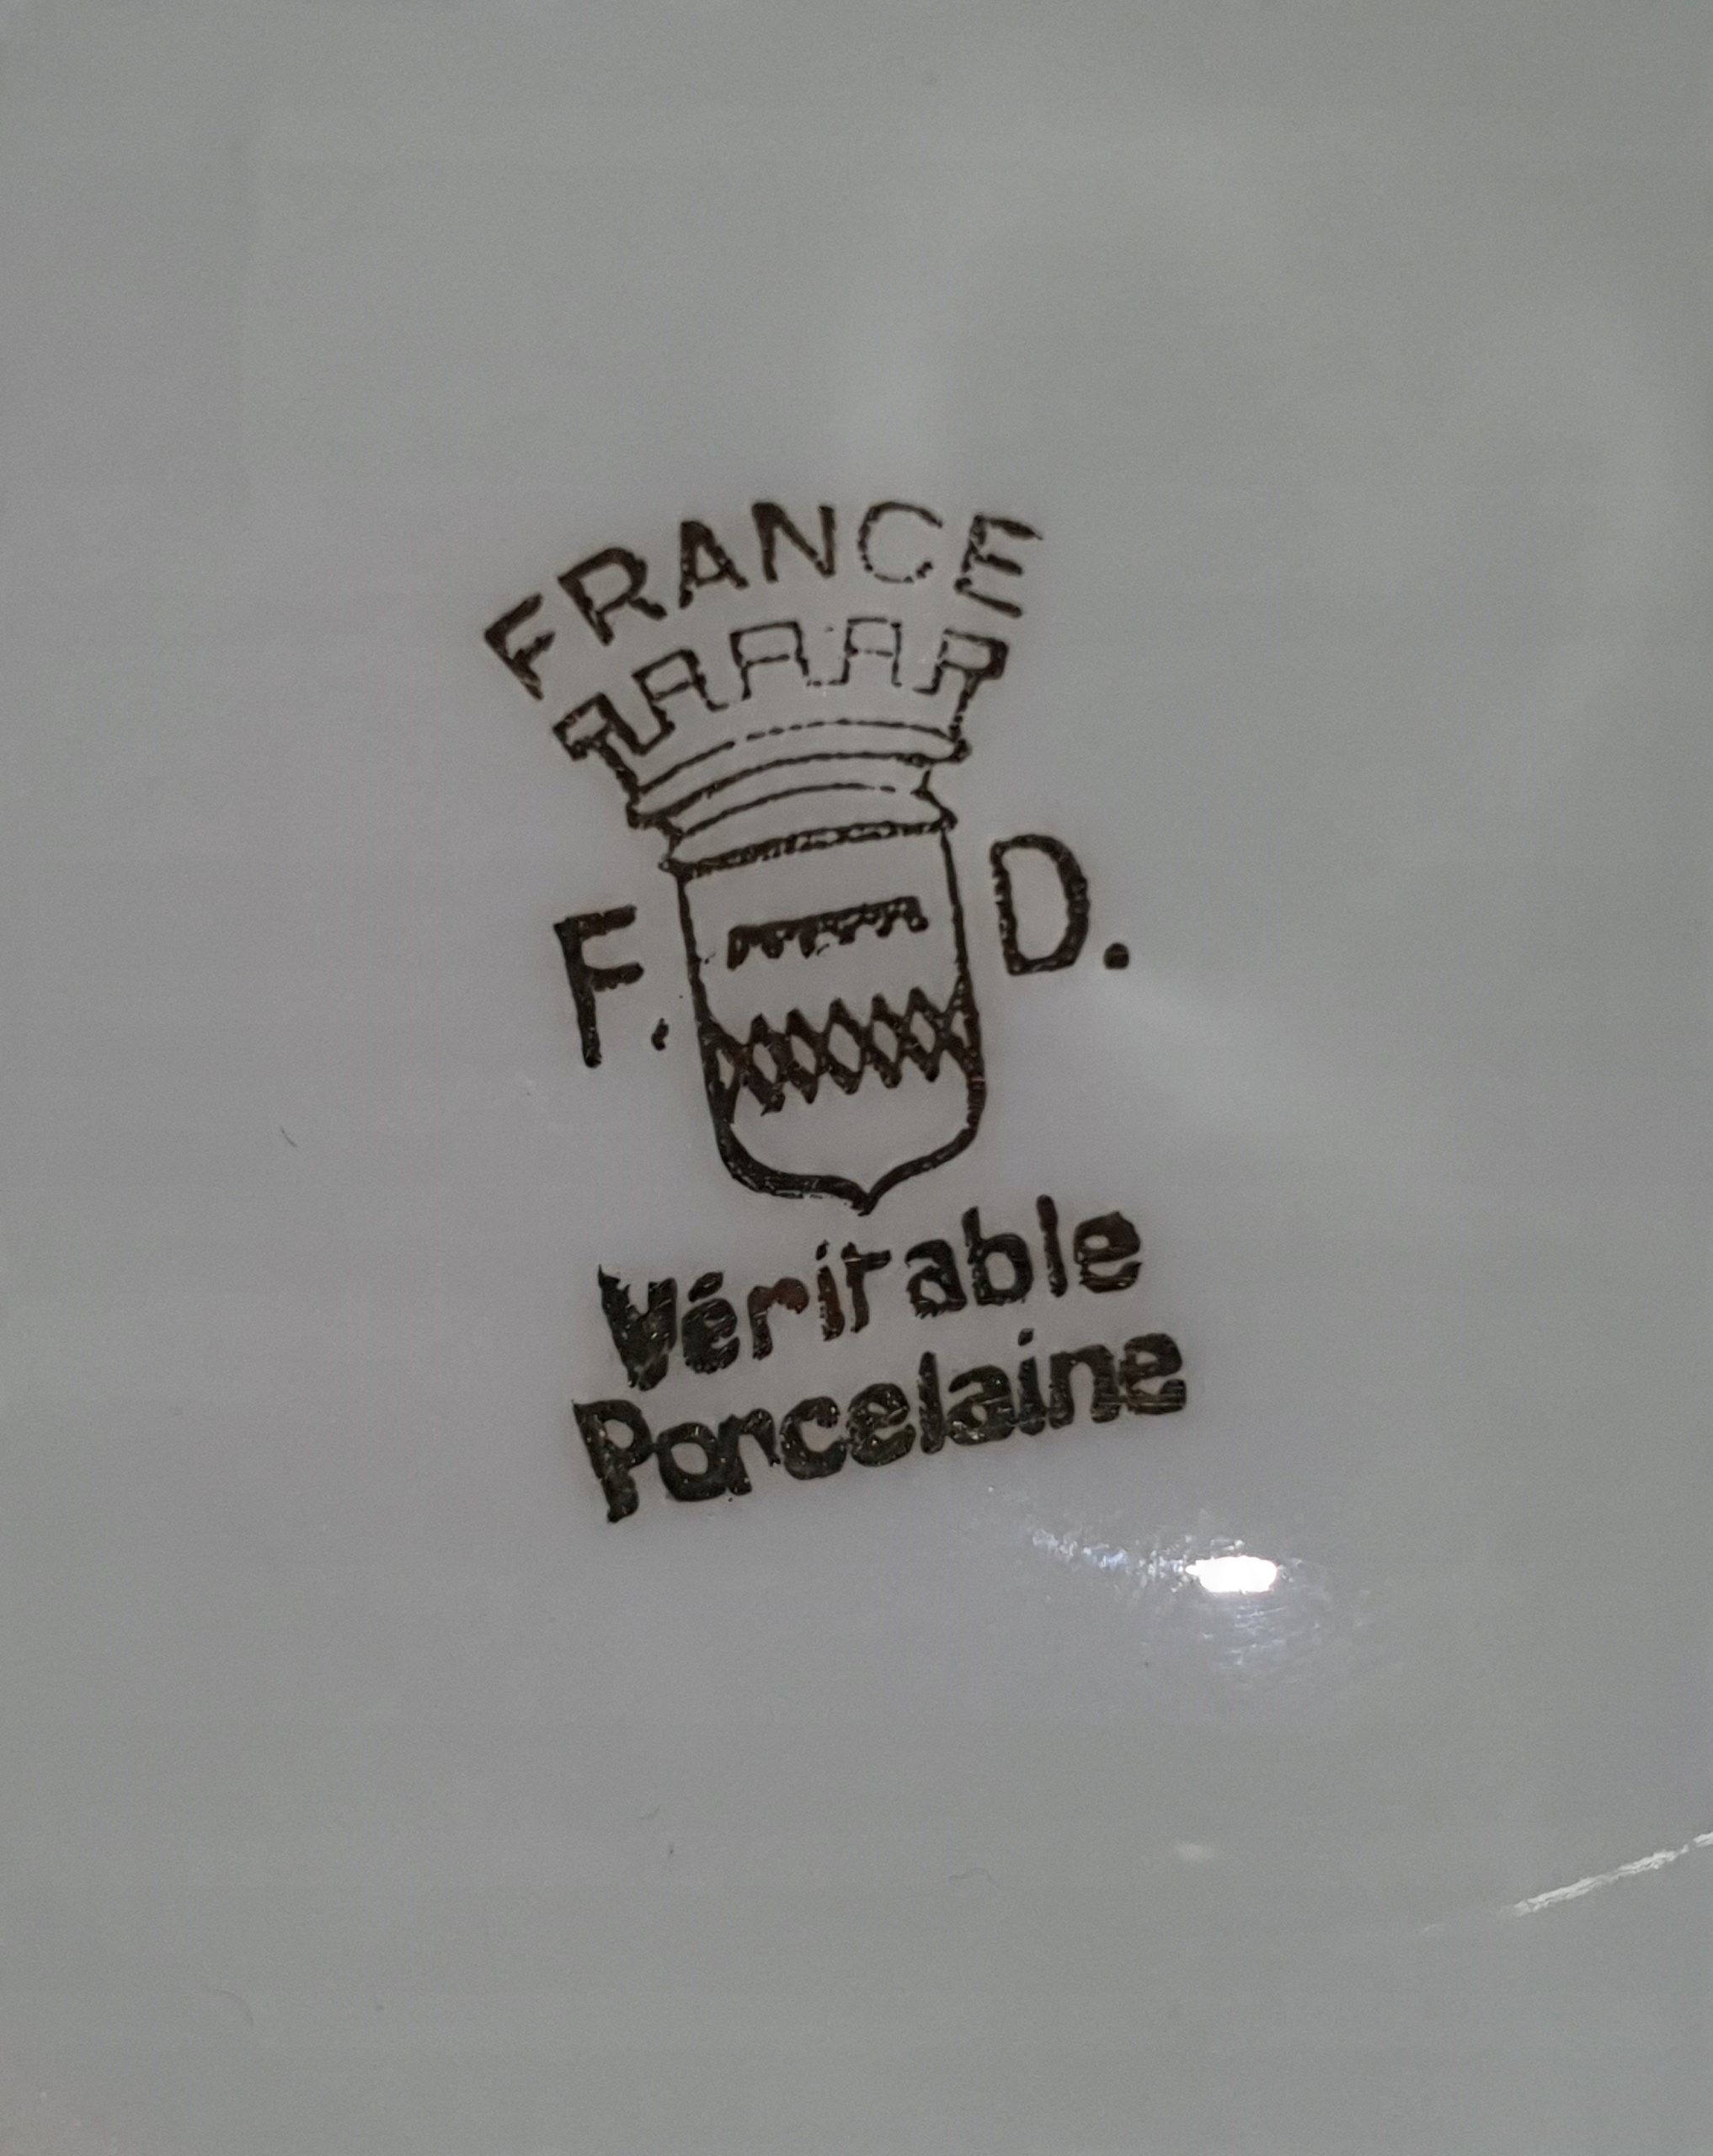 FRANCE
F. D.
Véritable
Porcelaine